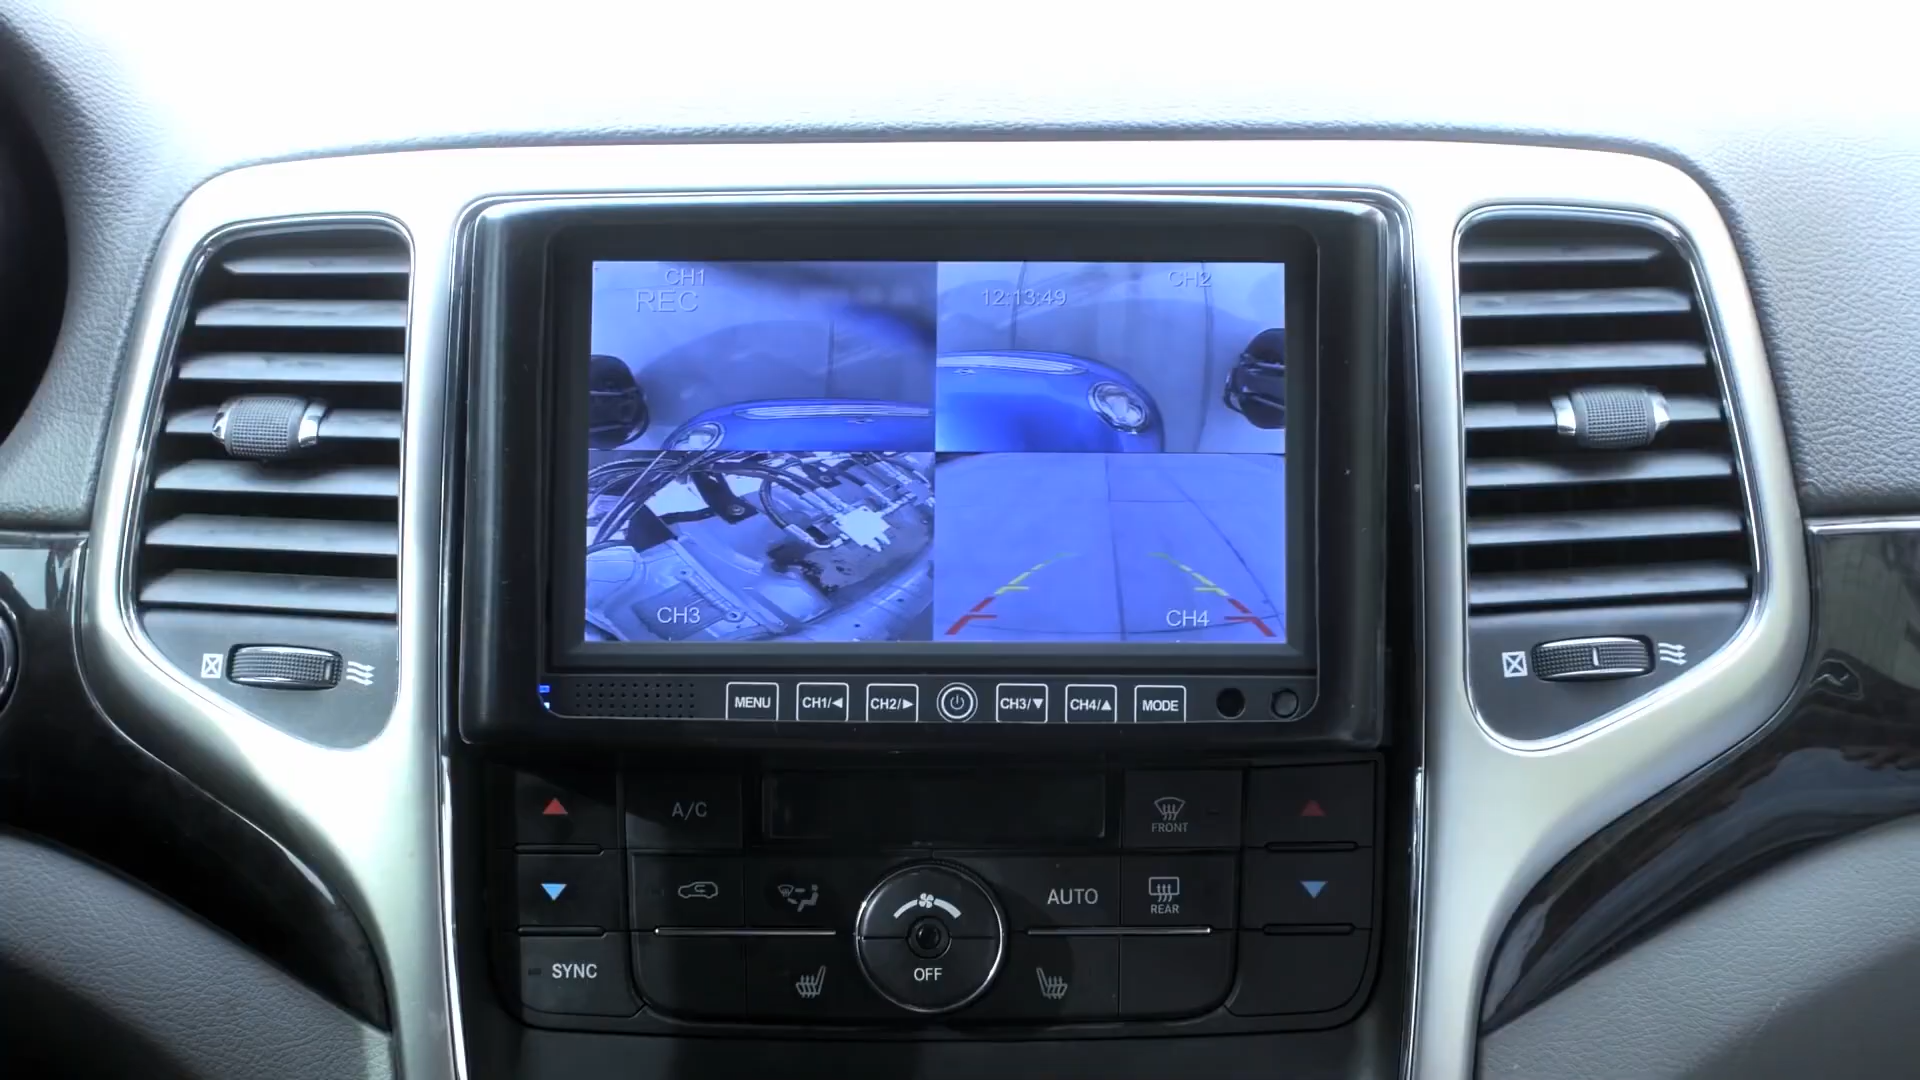 CH1
REC
CH2
12:13:49
CH3
CH4
MENU
CH1/◀
CH2/▶
CH3/▼
CH4/▲
MODE
A/C
FRONT
AUTO
REAR
SYNC
OFF